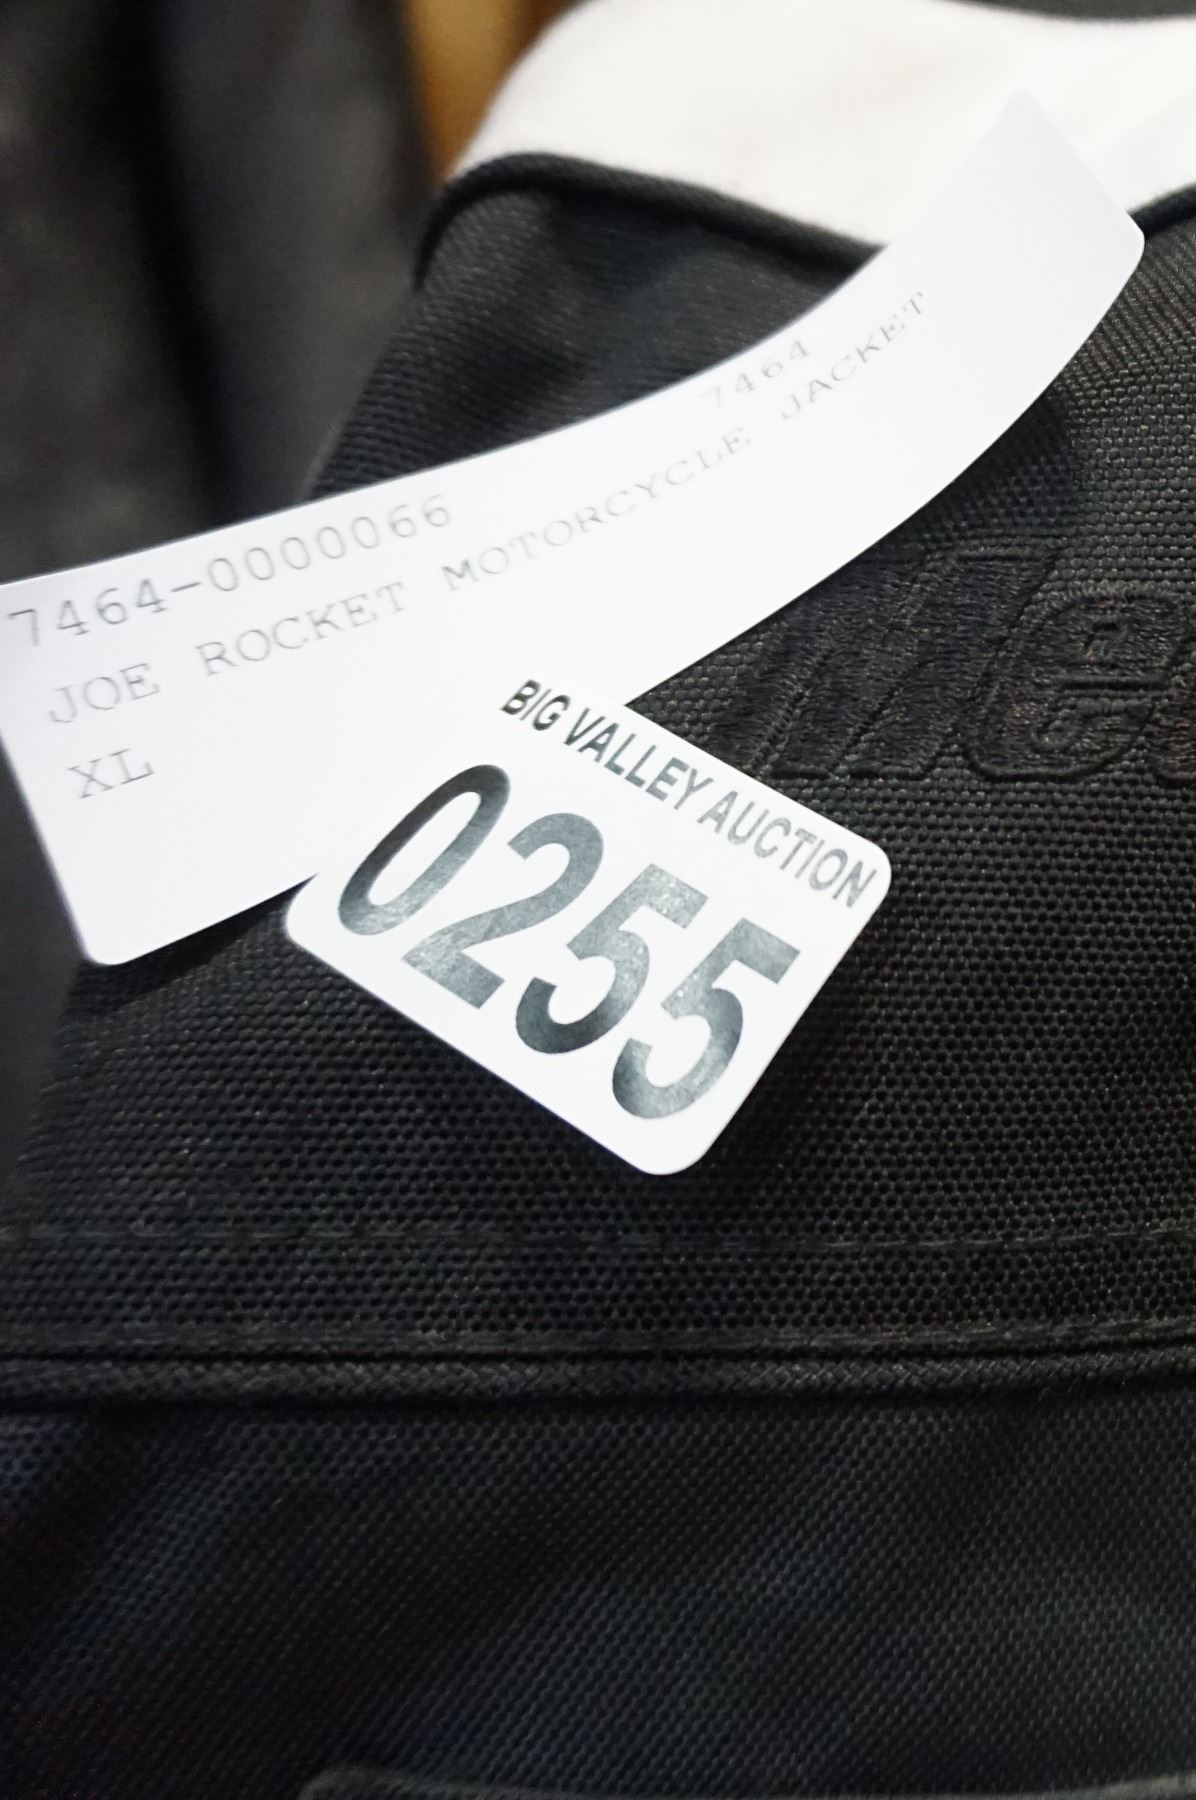 7464-0000066 7464
JOE ROCKET MOTORCYCLE JACKET
XL
BIG VALLEY AUCTION
0255